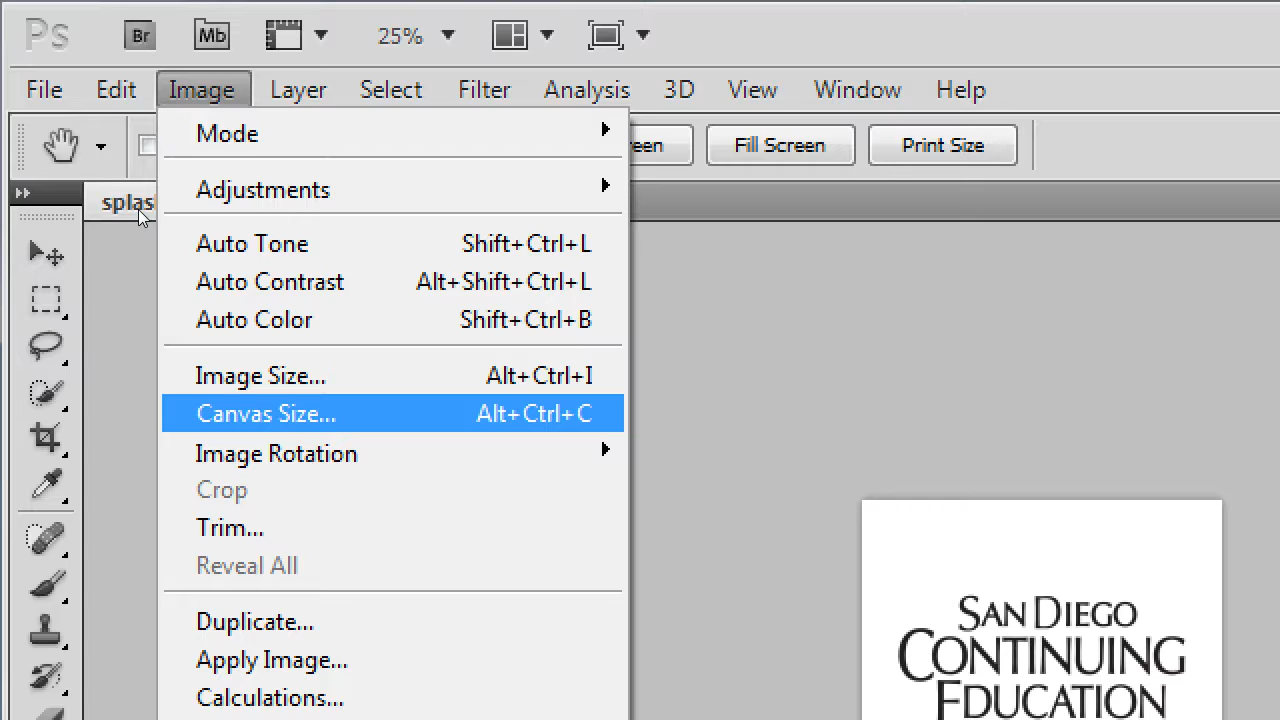 Ps Br Mb 25%
File Edit Image Layer Select Filter Analysis 3D View Window Help
Fill Screen Print Size
Mode
Adjustments
Auto Tone Shift+Ctrl+L
Auto Contrast Alt+Shift+Ctrl+L
Auto Color Shift+Ctrl+B
Image Size... Alt+Ctrl+I
Canvas Size... Alt+Ctrl+C
Image Rotation
Crop
Trim...
Reveal All
Duplicate...
Apply Image...
Calculations...
SAN DIEGO
CONTINUING
EDUCATION